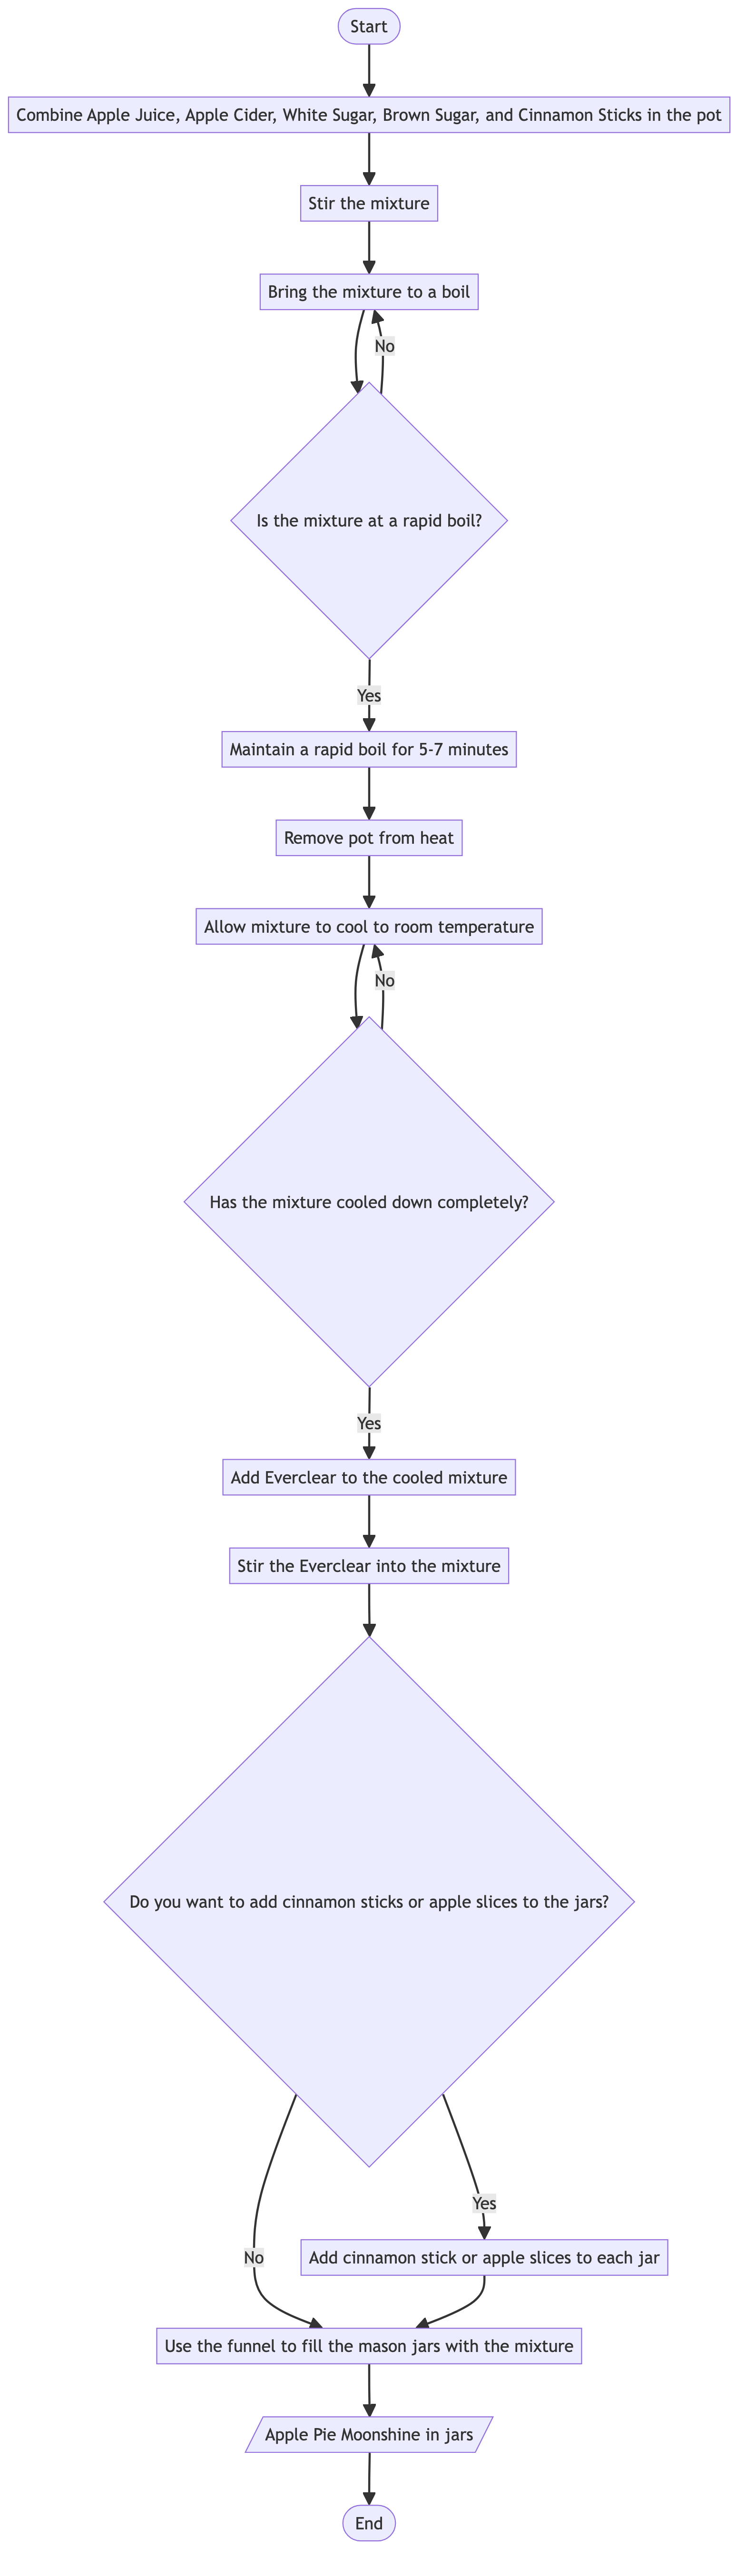 Start
Combine Apple Juice, Apple Cider, White Sugar, Brown Sugar, and Cinnamon Sticks in the pot
Stir the mixture
Bring the mixture to a boil
No
Is the mixture at a rapid boil?
Yes
Maintain a rapid boil for 5-7 minutes
Remove pot from heat
Allow mixture to cool to room temperature
No
Has the mixture cooled down completely?
Yes
Add Everclear to the cooled mixture
Stir the Everclear into the mixture
Do you want to add cinnamon sticks or apple slices to the jars?
Yes
No
Add cinnamon stick or apple slices to each jar
Use the funnel to fill the mason jars with the mixture
Apple Pie Moonshine in jars
End